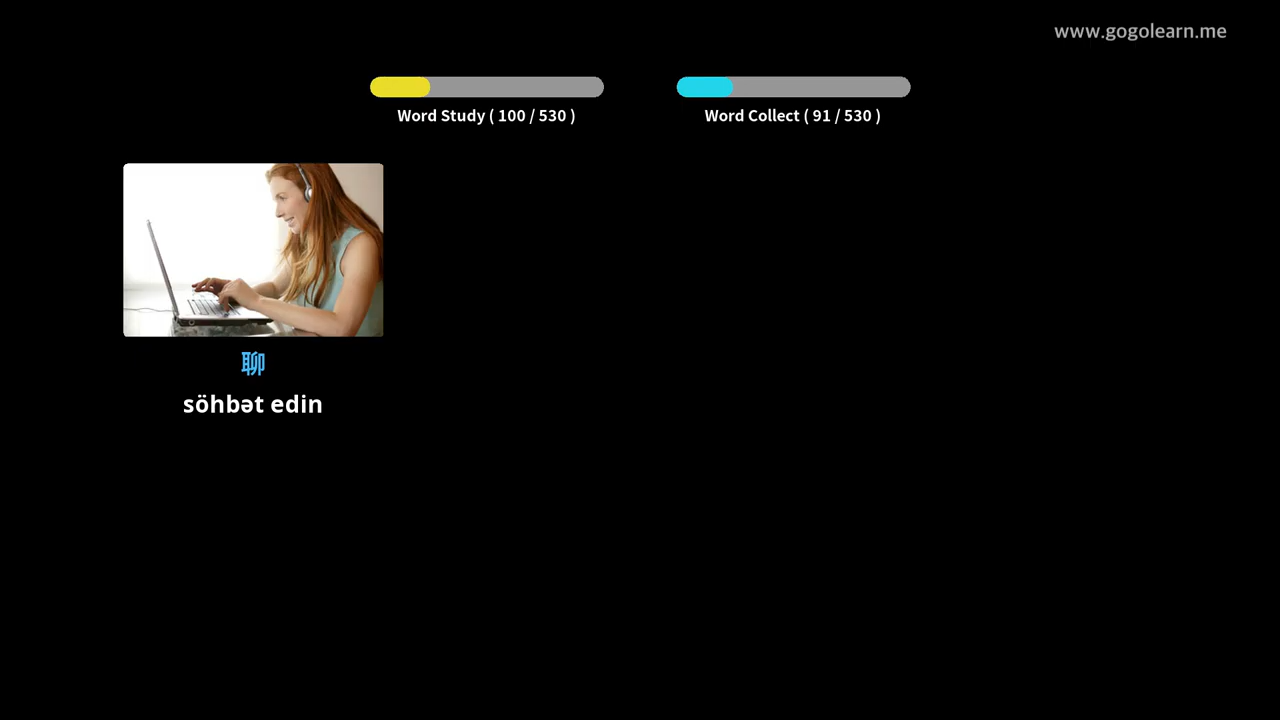 www.gogolearn.me
Word Study ( 100 / 530 )
Word Collect ( 91 / 530 )
聊
söhbət edin